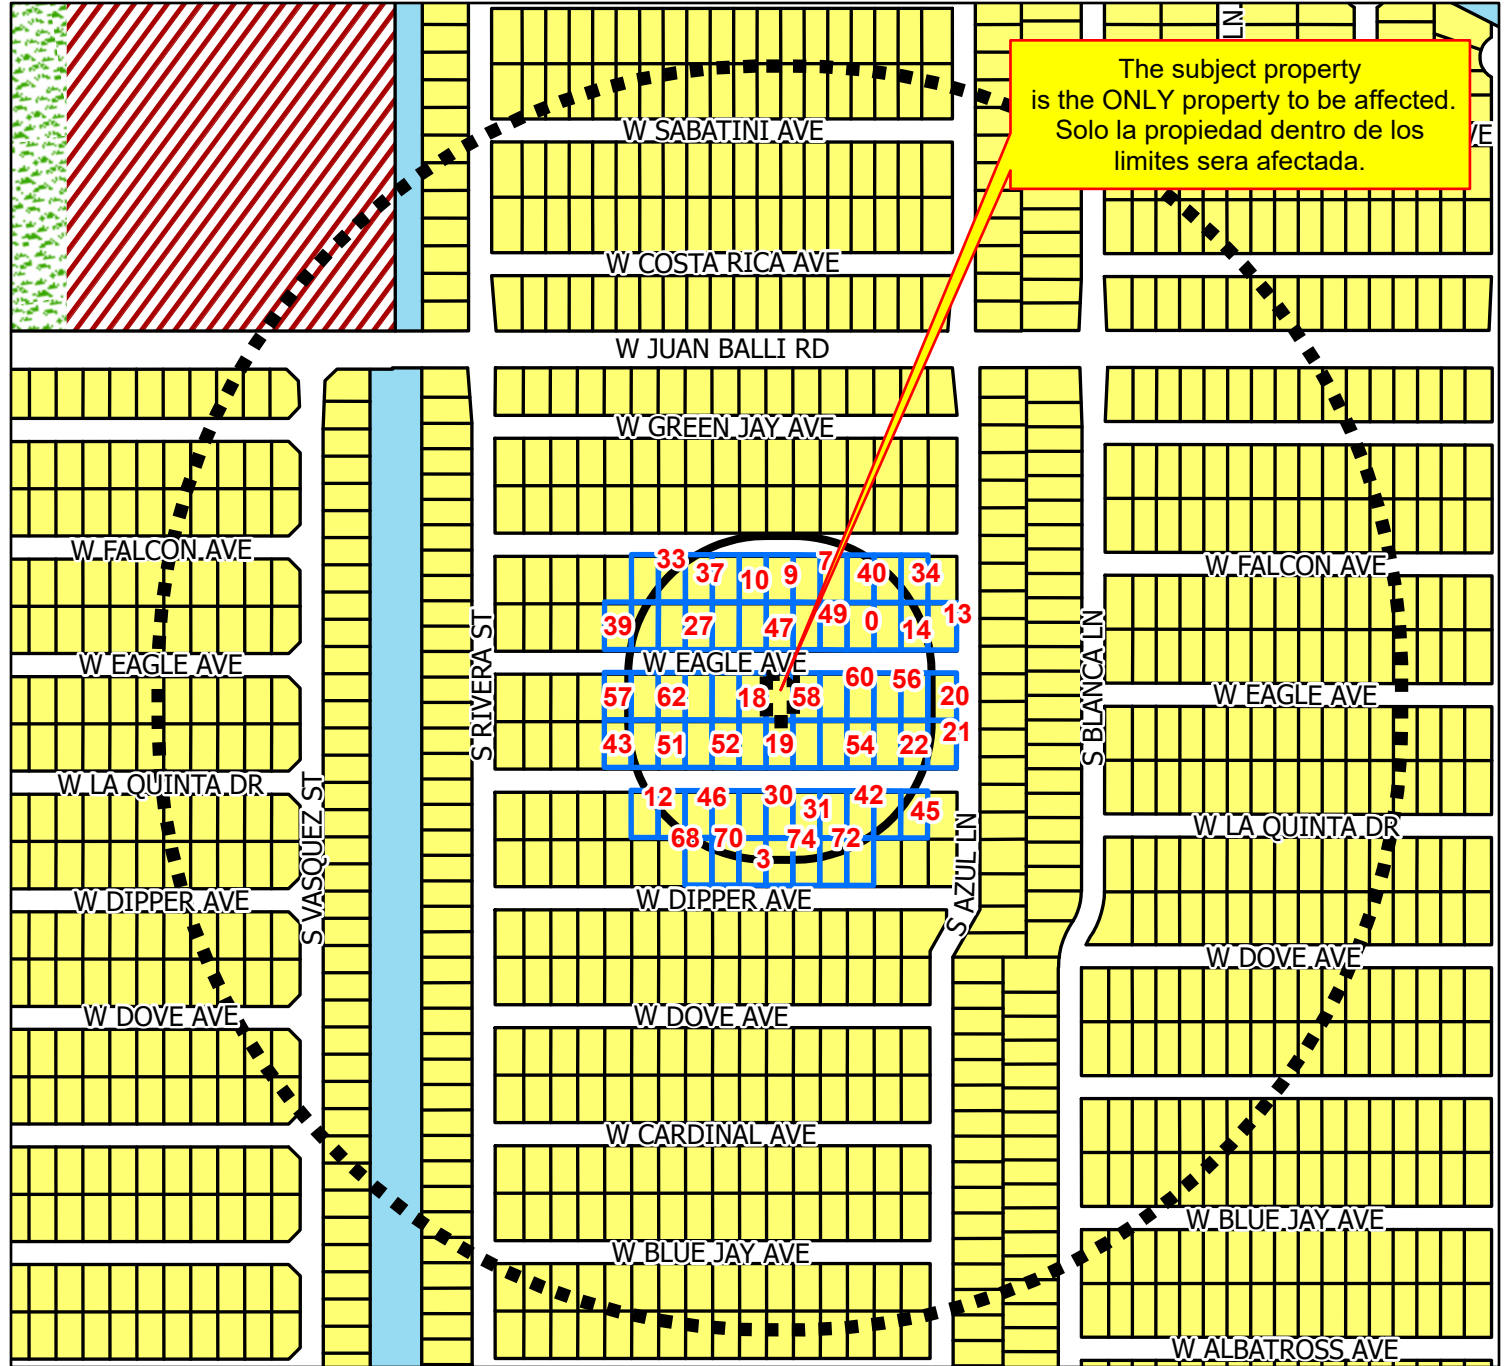 LN
The subject property
is the ONLY property to be affected.
Solo la propiedad dentro de los
limites sera afectada.
VE
W SABATINI AVE
W COSTA RICA AVE
W JUAN BALLI RD
W GREEN JAY AVE
W FALCON AVE
W FALCON AVE
33 37 10 9 7 40 34
39 27 47 49 0 14 13
W EAGLE AVE
W EAGLE AVE
W EAGLE AVE
57 62 18 58 60 56 20
43 51 52 19 54 22 21
S RIVERA ST
S BLANCA LN
W LA QUINTA DR
S VASQUEZ ST
12 46 30 31 42 45
68 70 3 74 72
S AZUL LN
W LA QUINTA DR
W DIPPER AVE
W DIPPER AVE
W DOVE AVE
W DOVE AVE
W DOVE AVE
W CARDINAL AVE
W BLUE JAY AVE
W BLUE JAY AVE
W ALBATROSS AVE